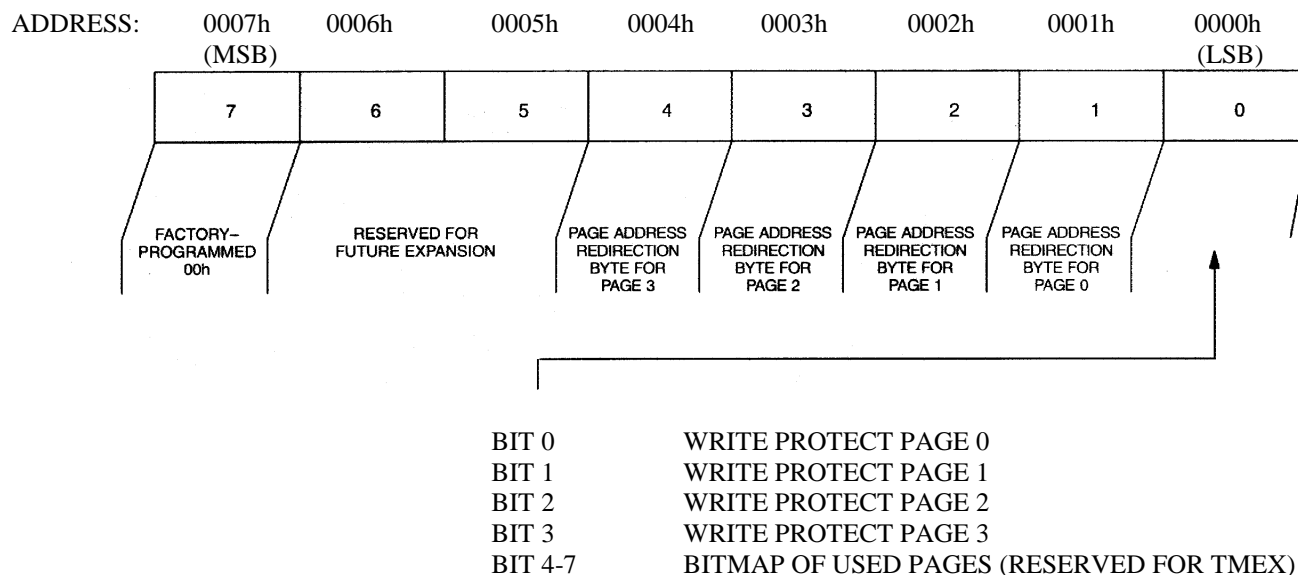 ADDRESS: 0007h 0006h 0005h 0004h 0003h 0002h 0001h 0000h
(MSB) (LSB)
7 6 5 4 3 2 1 0
FACTORY–
PROGRAMMED
00h
RESERVED FOR
FUTURE EXPANSION
PAGE ADDRESS
REDIRECTION
BYTE FOR
PAGE 3
PAGE ADDRESS
REDIRECTION
BYTE FOR
PAGE 2
PAGE ADDRESS
REDIRECTION
BYTE FOR
PAGE 1
PAGE ADDRESS
REDIRECTION
BYTE FOR
PAGE 0
BIT 0 WRITE PROTECT PAGE 0
BIT 1 WRITE PROTECT PAGE 1
BIT 2 WRITE PROTECT PAGE 2
BIT 3 WRITE PROTECT PAGE 3
BIT 4-7 BITMAP OF USED PAGES (RESERVED FOR TMEX)